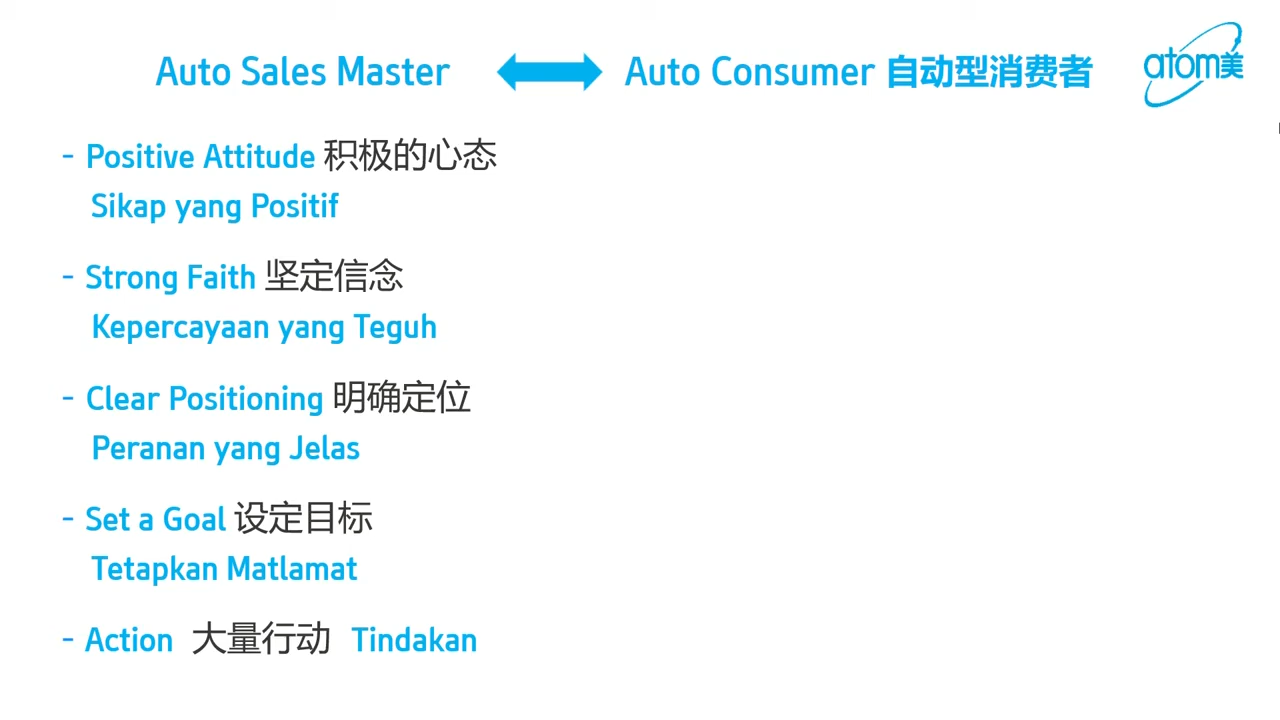 Auto Sales Master Auto Consumer 自动型消费者
atom美
- Positive Attitude 积极的心态
Sikap yang Positif
- Strong Faith 坚定信念
Kepercayaan yang Teguh
- Clear Positioning 明确定位
Peranan yang Jelas
- Set a Goal 设定目标
Tetapkan Matlamat
- Action 大量行动 Tindakan